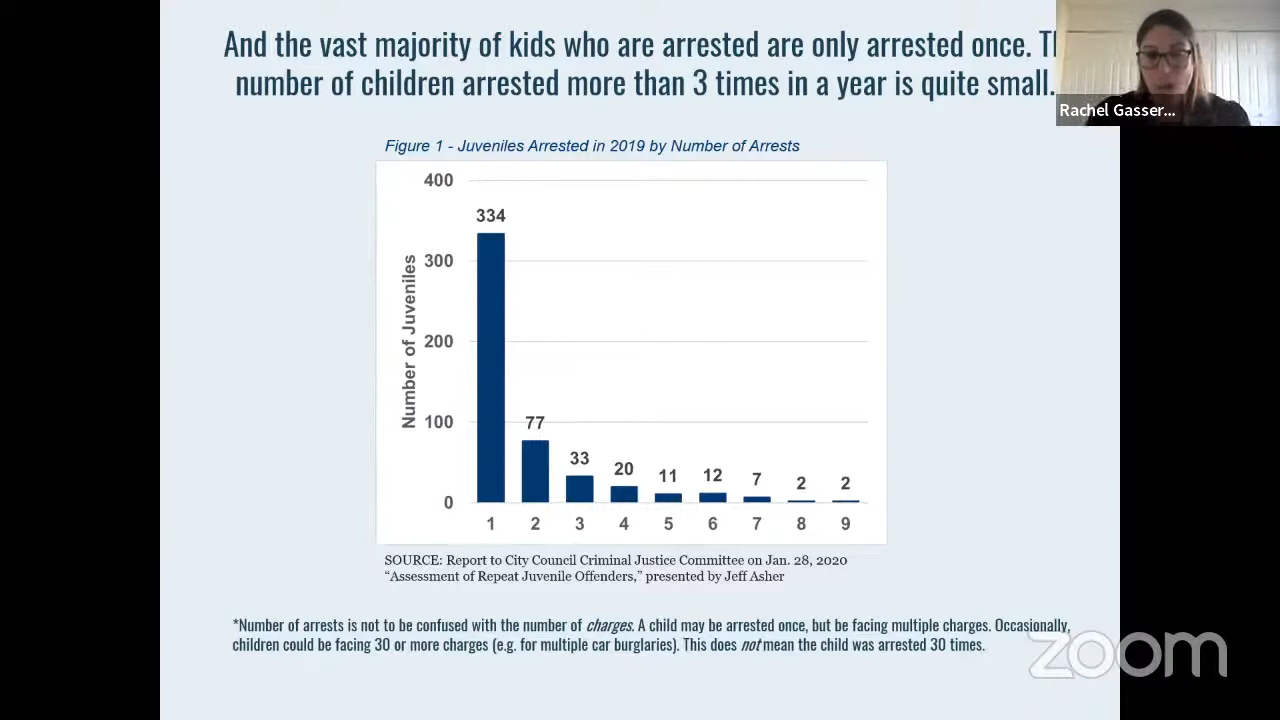 And the vast majority of kids who are arrested are only arrested once.
number of children arrested more than 3 times in a year is quite small.
Rachel Gasser...
Figure 1 - Juveniles Arrested in 2019 by Number of Arrests
Number of Juveniles
400
300
200
100
0
334
77
33
20
11
12
7
2
2
1 2 3 4 5 6 7 8 9
SOURCE: Report to City Council Criminal Justice Committee on Jan. 28, 2020
“Assessment of Repeat Juvenile Offenders,” presented by Jeff Asher
*Number of arrests is not to be confused with the number of charges. A child may be arrested once, but be facing multiple charges. Occasionally,
children could be facing 30 or more charges (e.g. for multiple car burglaries). This does not mean the child was arrested 30 times.
zoom